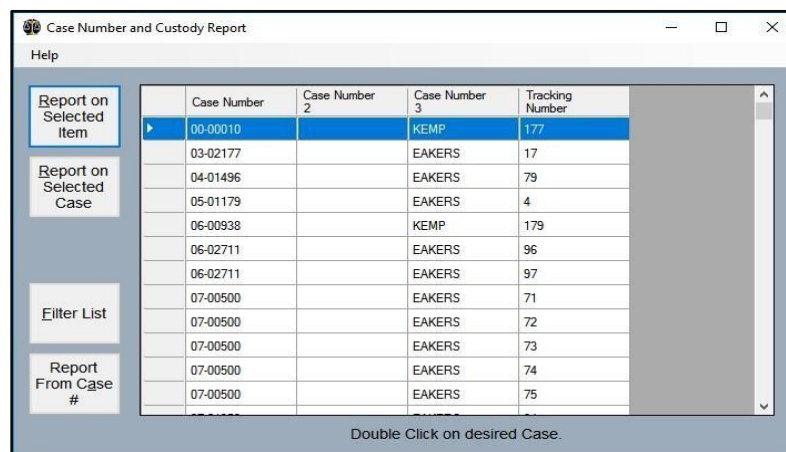 Case Number and Custody Report
Help
Report on
Selected
Item
Report on
Selected
Case
Filter List
Report
From Case
#
Case Number Case Number 2 Case Number 3 Tracking Number
00-00010 KEMP 177
03-02177 EAKERS 17
04-01496 EAKERS 79
05-01179 EAKERS 4
06-00938 KEMP 179
06-02711 EAKERS 96
06-02711 EAKERS 97
07-00500 EAKERS 71
07-00500 EAKERS 72
07-00500 EAKERS 73
07-00500 EAKERS 74
07-00500 EAKERS 75
Double Click on desired Case.